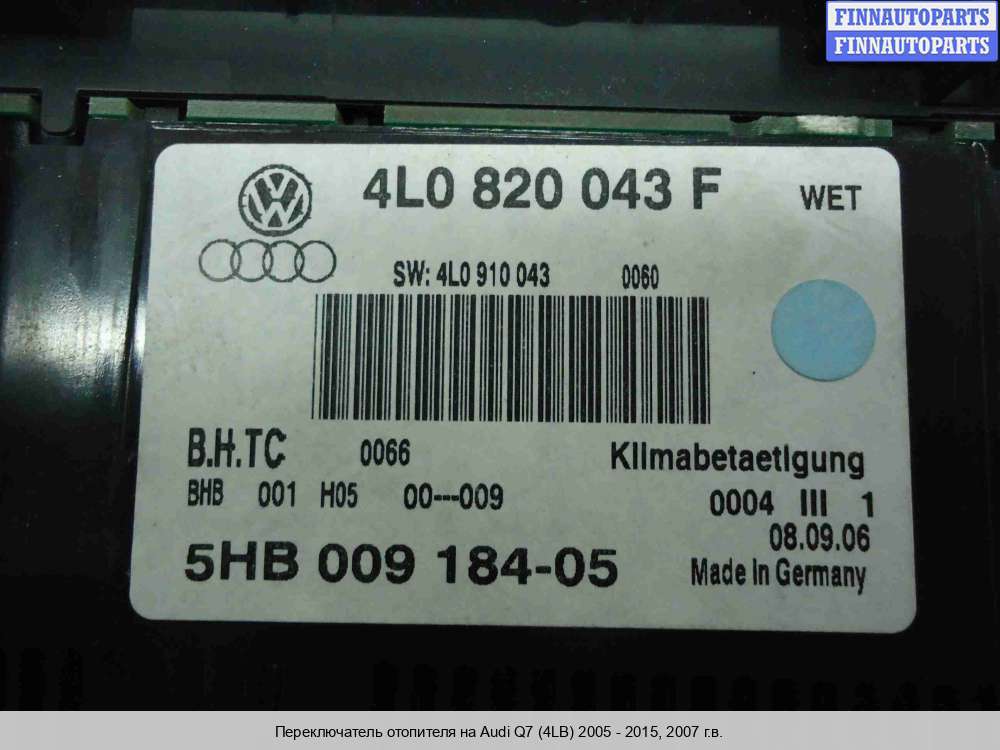 FINNAUTOPARTS
FINNAUTOPARTS
4L0 820 043 F WET
SW: 4L0 910 043 0060
B.H.TC 0066 Klimabetaetigung
BHB 001 H05 00---009 0004 III 1
08.09.06
5HB 009 184-05 Made in Germany
Переключатель отопителя на Audi Q7 (4LB) 2005 - 2015, 2007 г.в.